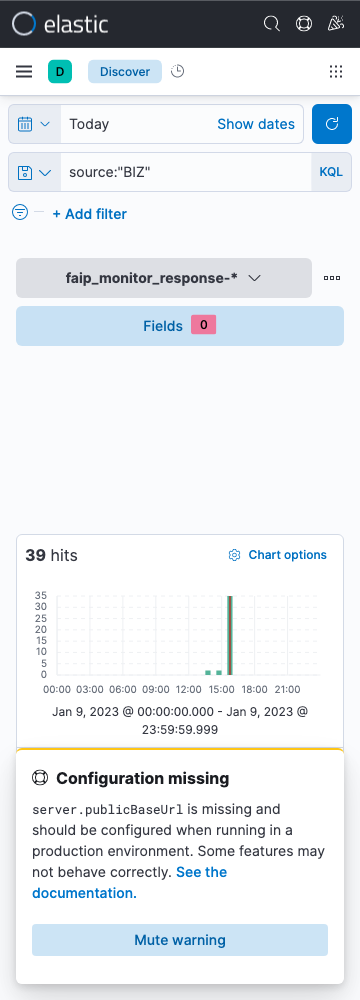 elastic
D
Discover
Today
Show dates
source:"BIZ"
KQL
+ Add filter
faip_monitor_response-*
Fields 0
39 hits
Chart options
35
30
25
20
15
10
5
0
00:00 03:00 06:00 09:00 12:00 15:00 18:00 21:00
Jan 9, 2023 @ 00:00:00.000 - Jan 9, 2023 @
23:59:59.999
Configuration missing
server.publicBaseUrl is missing and
should be configured when running in a
production environment. Some features may
not behave correctly. See the
documentation.
Mute warning